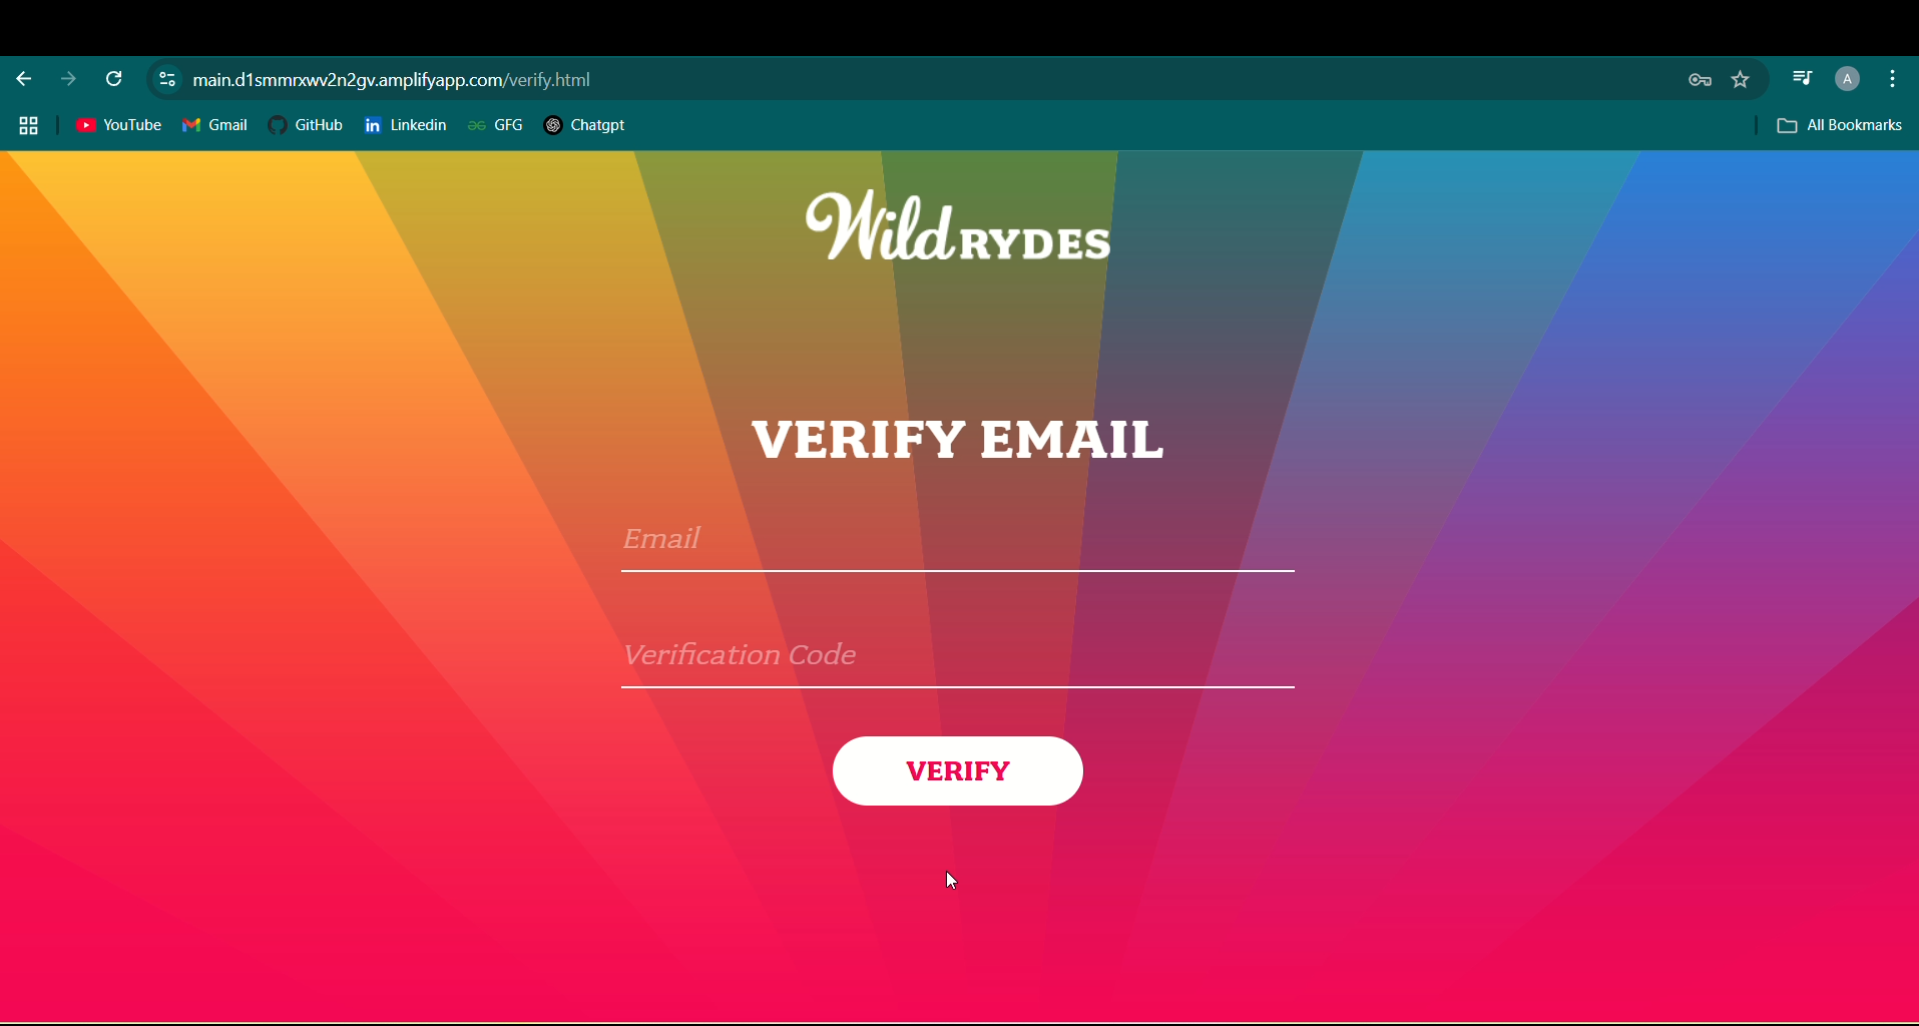 main.d1smmrxwv2n2gv.amplifyapp.com/verify.html
A
YouTube Gmail GitHub in Linkedin GFG Chatgpt All Bookmarks
Wild RYDES
VERIFY EMAIL
Email
Verification Code
VERIFY